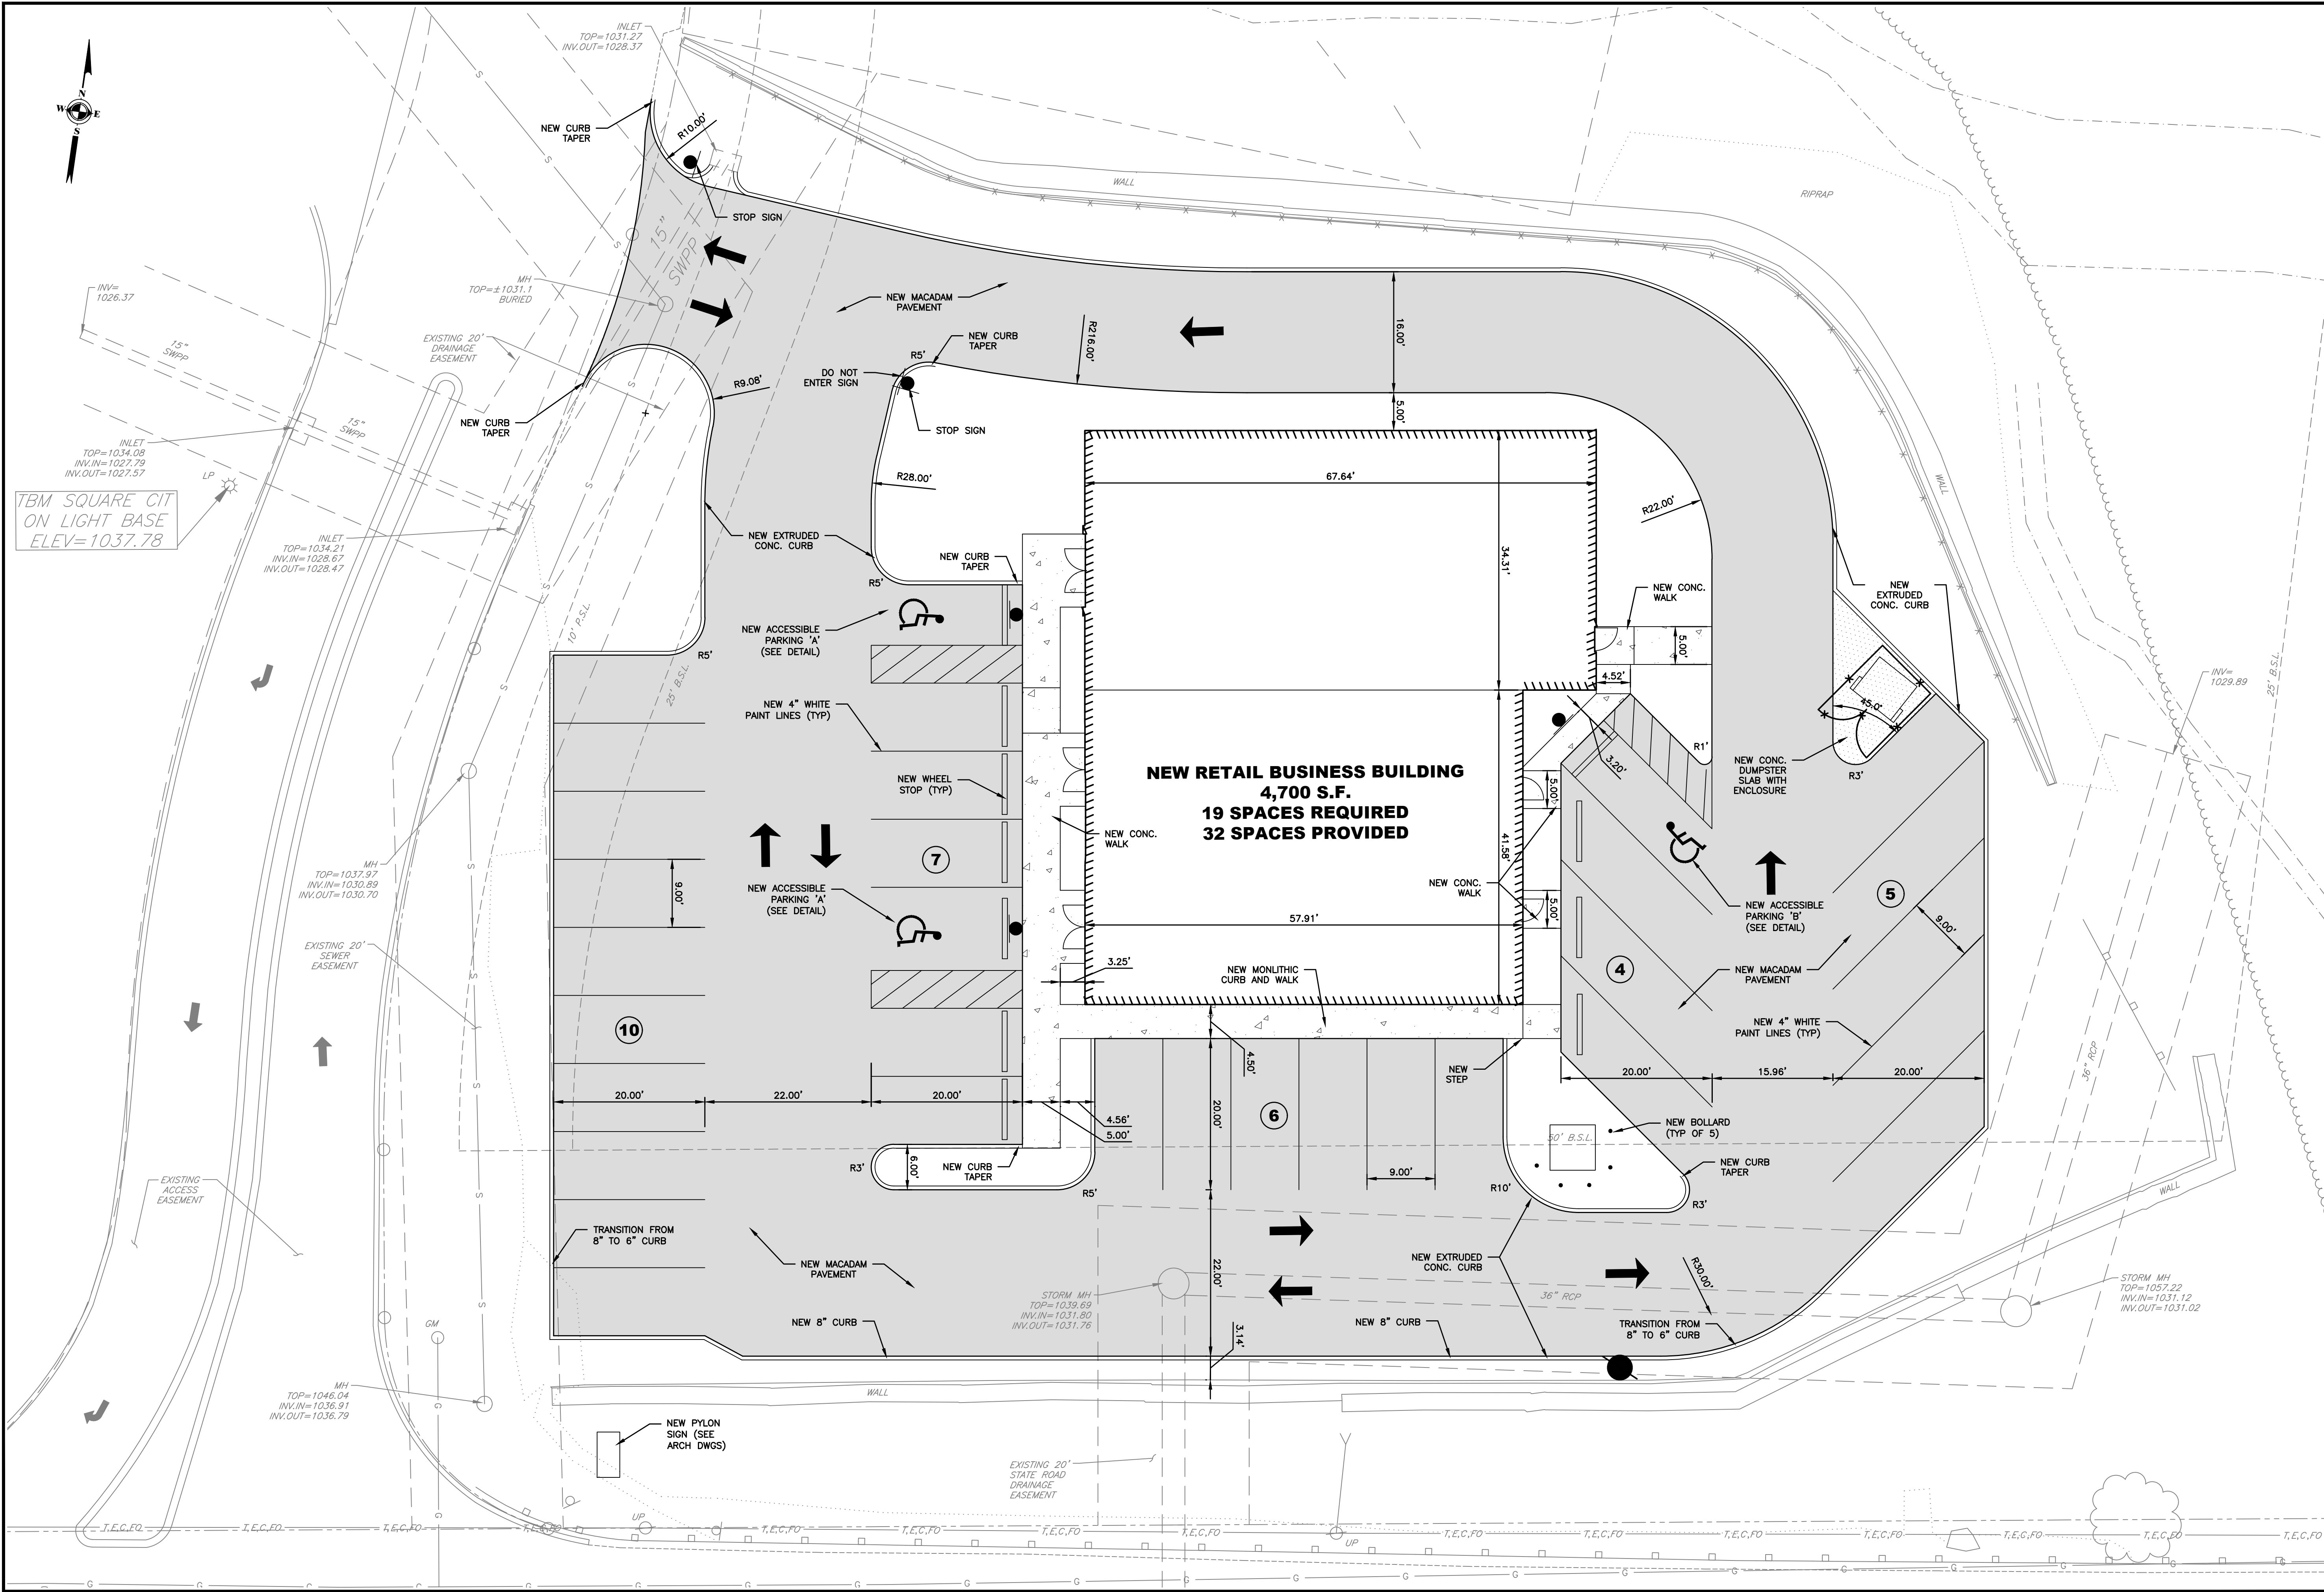 INLET
TOP=1031.27
INV.OUT=1028.37
N
W
E
S
NEW CURB
TAPER
R10.00'
STOP SIGN
WALL
RIPRAP
15"
SWPP
MH
TOP=±1031.1
BURIED
INV=
1026.37
15"
SWPP
EXISTING 20'
DRAINAGE
EASEMENT
NEW MACADAM
PAVEMENT
R216.00'
16.00'
NEW CURB
TAPER
R5'
DO NOT
ENTER SIGN
R9.08'
5.00'
NEW CURB
TAPER
STOP SIGN
15"
SWPP
INLET
TOP=1034.08
INV.IN=1027.79
INV.OUT=1027.57
LP
TBM SQUARE CIT
ON LIGHT BASE
ELEV=1037.78
R28.00'
67.64'
R22.00'
WALL
INLET
TOP=1034.21
INV.IN=1028.67
INV.OUT=1028.47
NEW EXTRUDED
CONC. CURB
NEW CURB
TAPER
34.31'
R5'
NEW CONC.
WALK
NEW
EXTRUDED
CONC. CURB
10' P.S.L.
NEW ACCESSIBLE
PARKING 'A'
(SEE DETAIL)
R5'
5.00'
25' B.S.L.
4.52'
INV=
1029.89
25' B.S.L.
NEW 4" WHITE
PAINT LINES (TYP)
45.0'
R1'
3.20'
NEW WHEEL
STOP (TYP)
NEW RETAIL BUSINESS BUILDING
4,700 S.F.
19 SPACES REQUIRED
32 SPACES PROVIDED
5.00'
NEW CONC.
DUMPSTER
SLAB WITH
ENCLOSURE
R3'
NEW CONC.
WALK
41.58'
MH
TOP=1037.97
INV.IN=1030.89
INV.OUT=1030.70
7
9.00'
NEW ACCESSIBLE
PARKING 'A'
(SEE DETAIL)
NEW CONC.
WALK
5.00'
5
NEW ACCESSIBLE
PARKING 'B'
(SEE DETAIL)
9.00'
57.91'
EXISTING 20'
SEWER
EASEMENT
3.25'
NEW MONLITHIC
CURB AND WALK
4
NEW MACADAM
PAVEMENT
10
NEW 4" WHITE
PAINT LINES (TYP)
4.50'
NEW
STEP
36" RCP
20.00'
22.00'
20.00'
20.00'
15.96'
20.00'
4.56'
5.00'
20.00'
6
NEW BOLLARD
(TYP OF 5)
50' B.S.L.
R3'
6.00'
NEW CURB
TAPER
9.00'
NEW CURB
TAPER
EXISTING
ACCESS
EASEMENT
R5'
R10'
R3'
WALL
TRANSITION FROM
8" TO 6" CURB
NEW MACADAM
PAVEMENT
22.00'
NEW EXTRUDED
CONC. CURB
R30.00'
STORM MH
TOP=1039.69
INV.IN=1031.80
INV.OUT=1031.76
36" RCP
STORM MH
TOP=1057.22
INV.IN=1031.12
INV.OUT=1031.02
GM
NEW 8" CURB
3.14'
NEW 8" CURB
TRANSITION FROM
8" TO 6" CURB
MH
TOP=1046.04
INV.IN=1036.91
INV.OUT=1036.79
WALL
NEW PYLON
SIGN (SEE
ARCH DWGS)
EXISTING 20'
STATE ROAD
DRAINAGE
EASEMENT
UP
UP
T,E,C,FO T,E,C,FO T,E,C,FO T,E,C,FO T,E,C,FO T,E,C,FO T,E,C,FO T,E,C,FO T,E,C,FO T,E,C,FO T,E,C,FO T,E,C,FO T,E,C,FO T,E,C,FO T,E,C,FO
G G G G G G G G G G G G G G G G G G